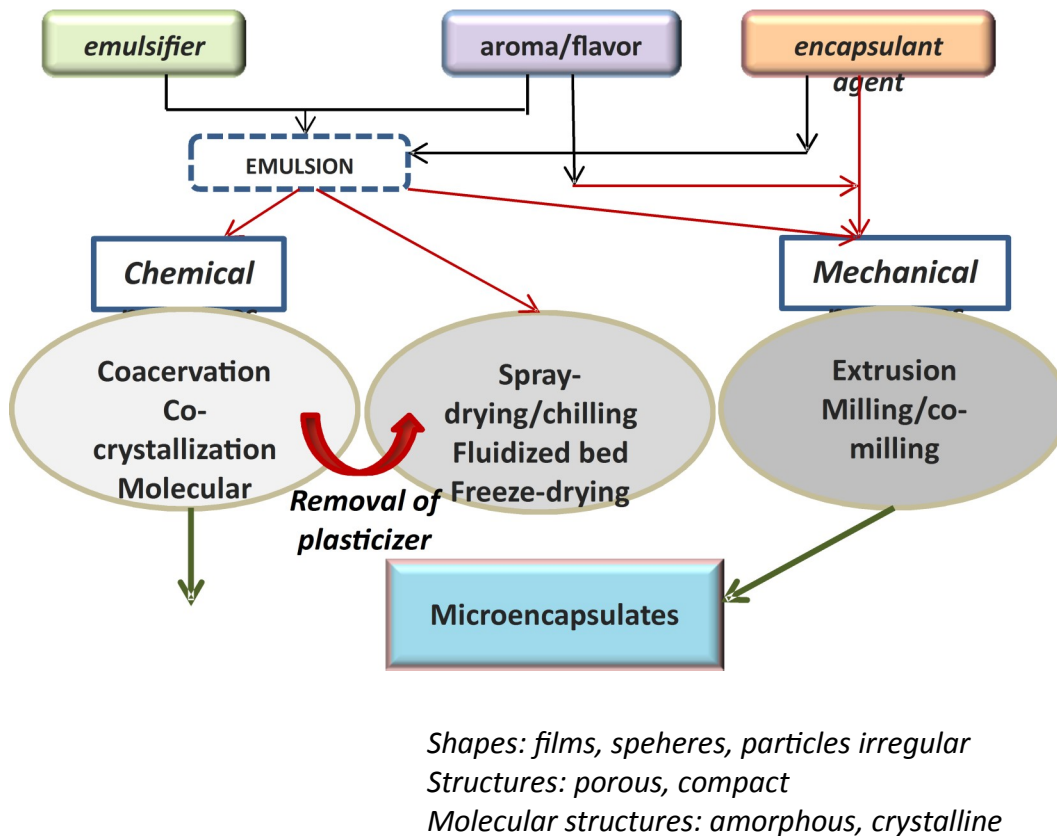 emulsifier
aroma/flavor
encapsulant
agent
EMULSION
Chemical
Mechanical
Coacervation
Co-
crystallization
Molecular
Spray-
drying/chilling
Fluidized bed
Freeze-drying
Extrusion
Milling/co-
milling
Removal of
plasticizer
Microencapsulates
Shapes: films, speheres, particles irregular
Structures: porous, compact
Molecular structures: amorphous, crystalline